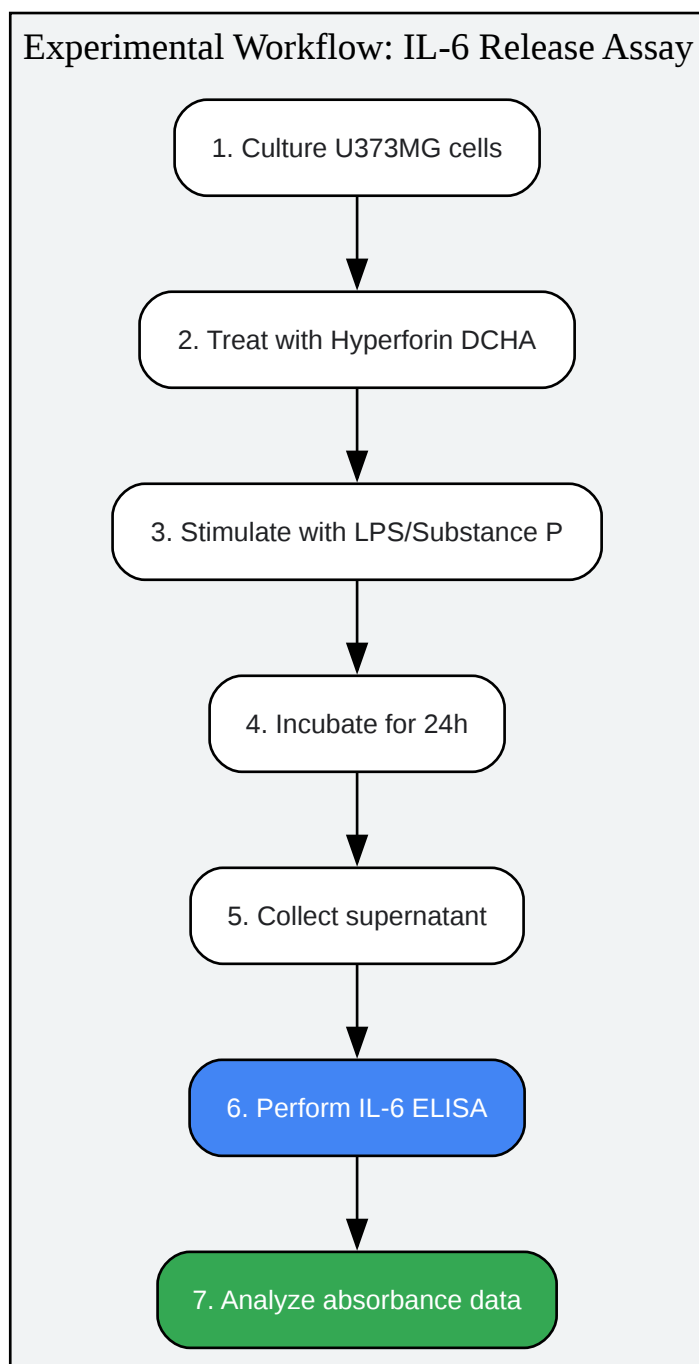 Experimental Workflow: IL-6 Release Assay
1. Culture U373MG cells
2. Treat with Hyperforin DCHA
3. Stimulate with LPS/Substance P
4. Incubate for 24h
5. Collect supernatant
6. Perform IL-6 ELISA
7. Analyze absorbance data